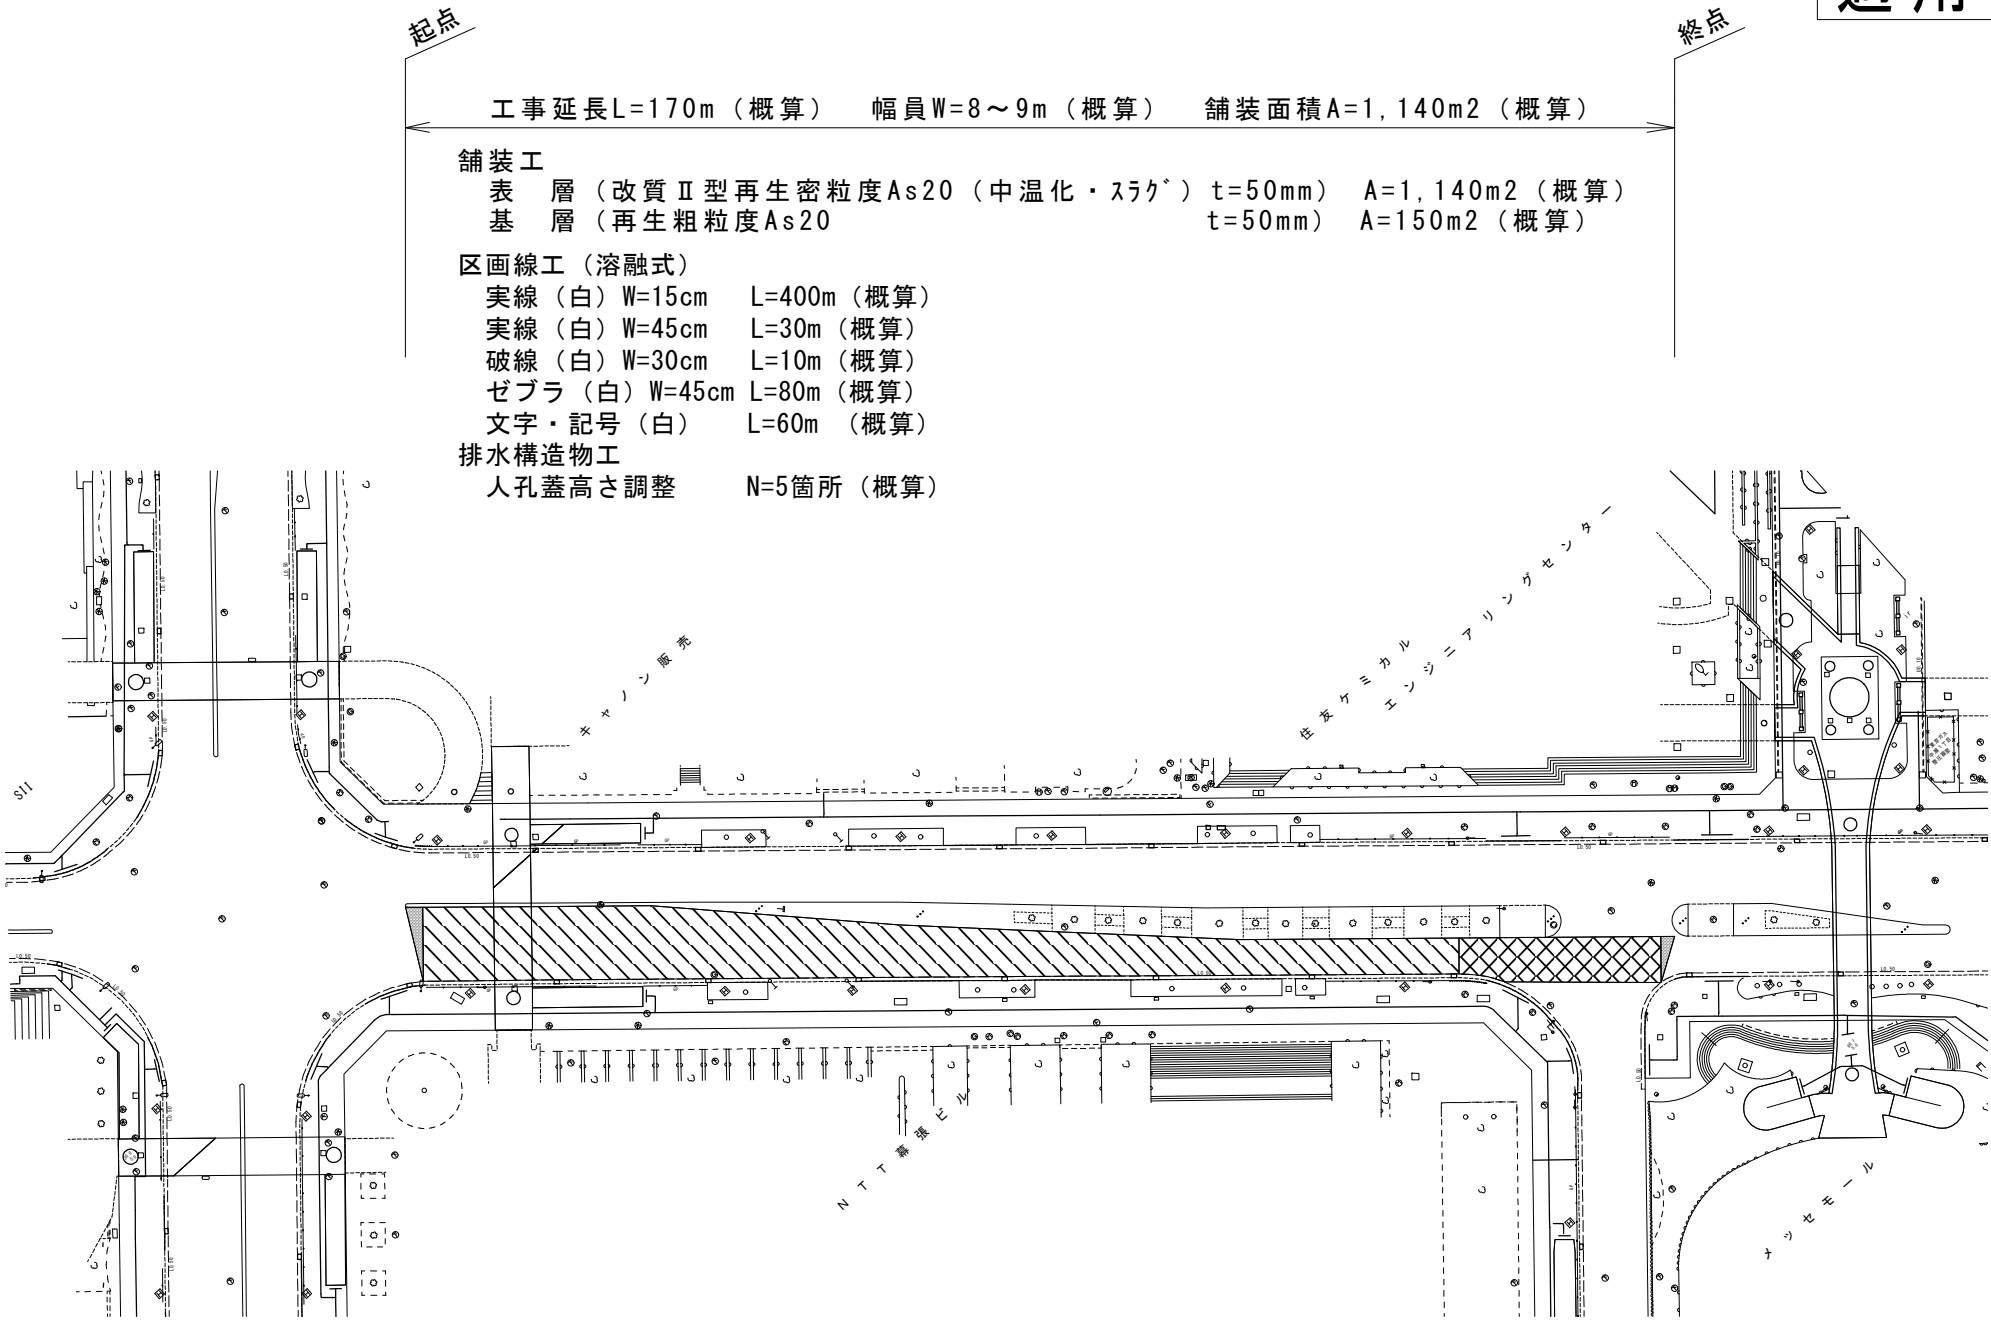 起点
終点
工事延長L=170m（概算）　幅員W=8～9m（概算）　舗装面積A=1,140m2（概算）
舗装工
表　層（改質Ⅱ型再生密粒度As20（中温化・ｽﾗｸﾞ）t=50mm）　A=1,140m2（概算）
基　層（再生粗粒度As20　t=50mm）　A=150m2（概算）
区画線工（溶融式）
実線（白）W=15cm　L=400m（概算）
実線（白）W=45cm　L=30m（概算）
破線（白）W=30cm　L=10m（概算）
ゼブラ（白）W=45cm L=80m（概算）
文字・記号（白）　L=60m （概算）
排水構造物工
人孔蓋高さ調整　N=5箇所（概算）
キャノン販売
住友ケミカル
エンジニアリングセンター
SII
NTT幕張ビル
メッセモール